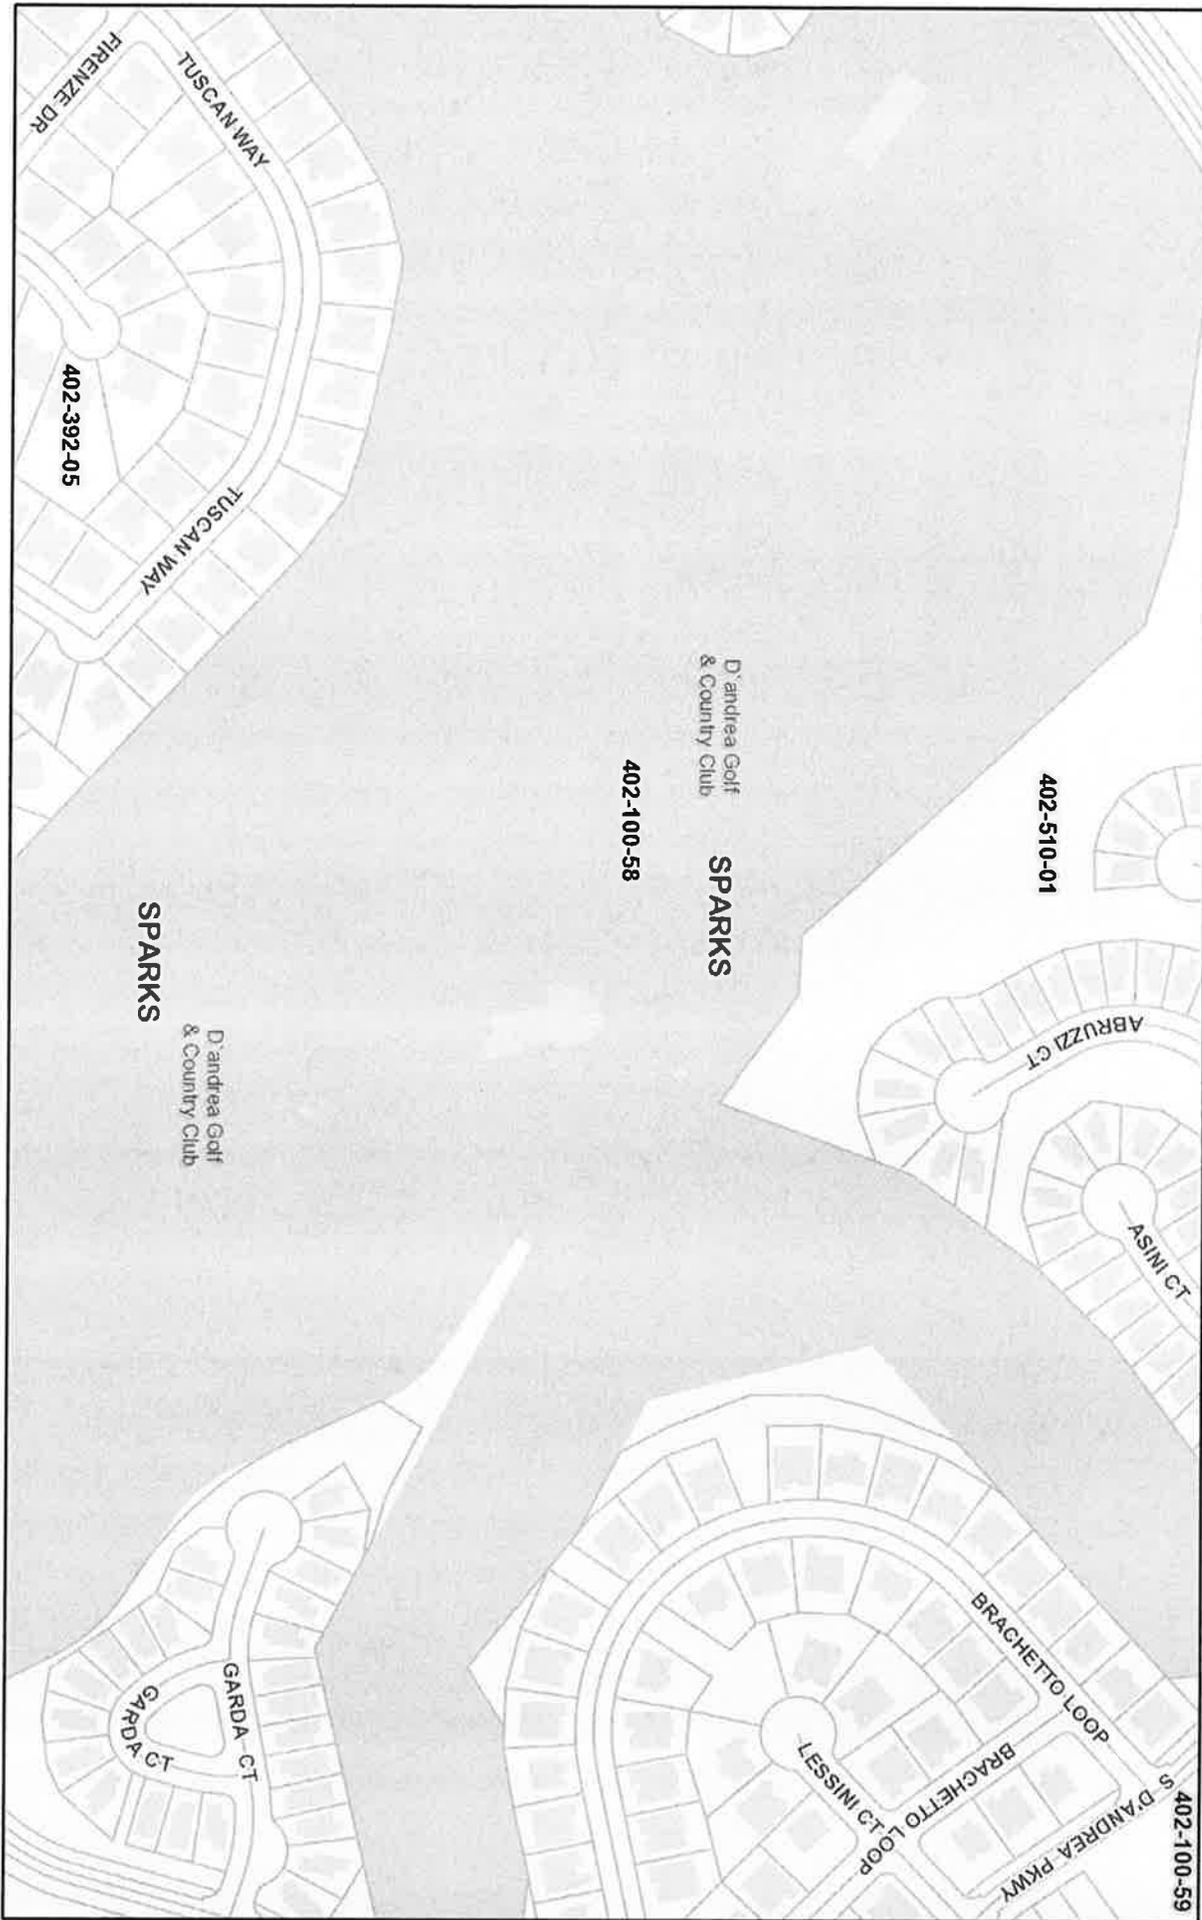 402-100-59
S D'ANDREA PKWY
BRACHETTO LOOP
BRACHETTO LOOP
LESSINI CT
ASINI CT
ABRUZZI CT
402-510-01
D'andrea Golf
& Country Club
SPARKS
402-100-58
TUSCAN WAY
FIRENZE DR
402-392-05
TUSCAN WAY
SPARKS
D'andrea Golf
& Country Club
GARDA CT
GARDA CT